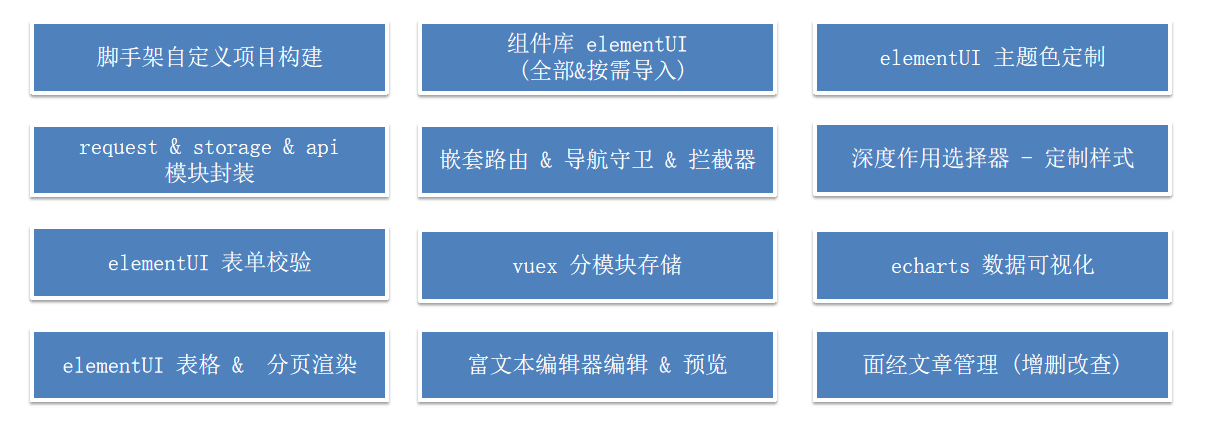 脚手架自定义项目构建
组件库 elementUI
(全部&按需导入)
elementUI 主题色定制
request & storage & api
模块封装
嵌套路由 & 导航守卫 & 拦截器
深度作用选择器 - 定制样式
elementUI 表单校验
vuex 分模块存储
echarts 数据可视化
elementUI 表格 & 分页渲染
富文本编辑器编辑 & 预览
面经文章管理 (增删改查)